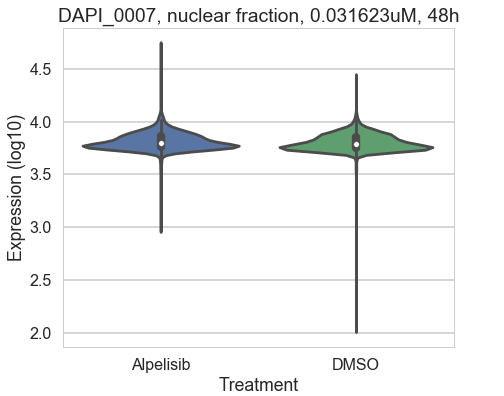 DAPI_0007, nuclear fraction, 0.031623uM, 48h
Expression (log10)
4.5
4.0
3.5
3.0
2.5
2.0
Alpelisib DMSO
Treatment